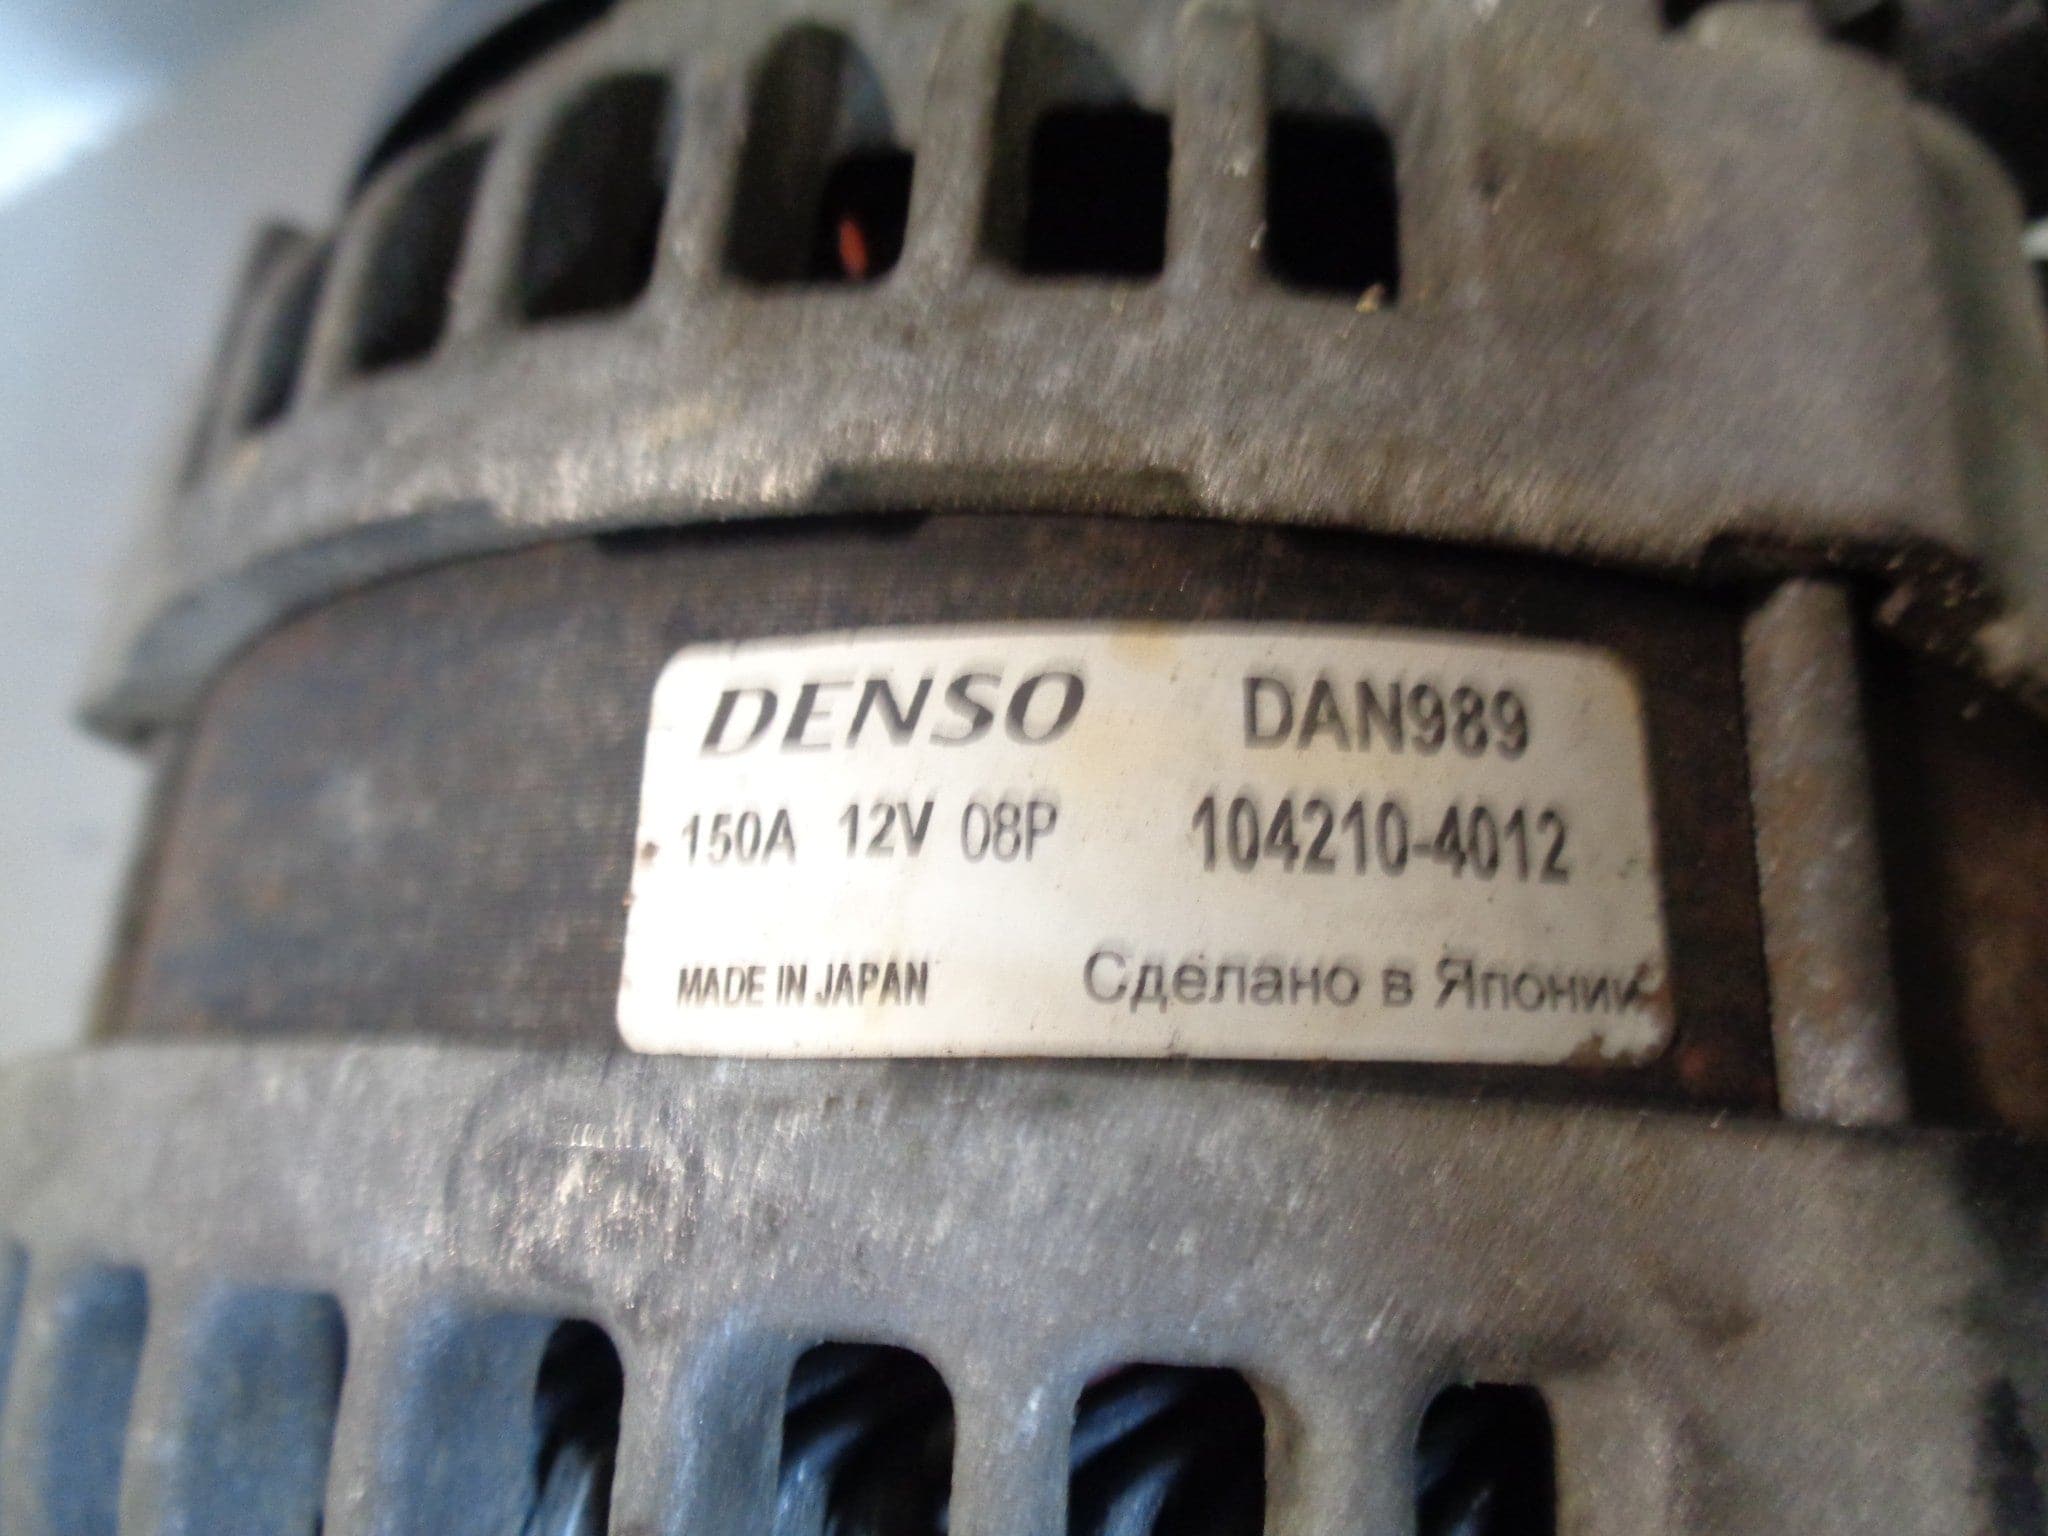 DENSO DAN989
150A 12V 08P 104210-4012
MADE IN JAPAN Сделано в Японии